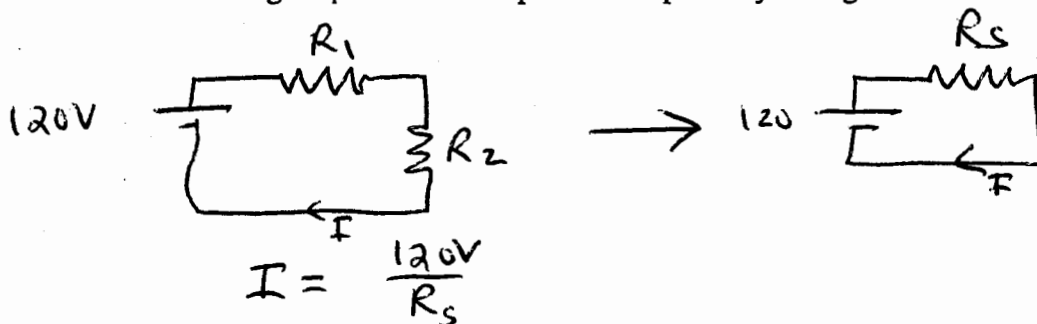 R₁
120V
R₂
I
I = 120V / Rₛ
Rₛ
120
I